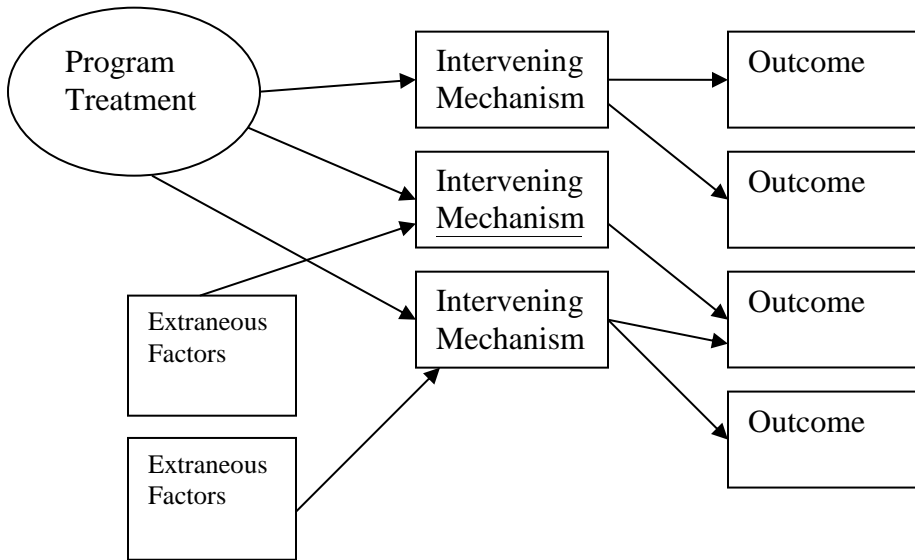 Program
Treatment
Intervening
Mechanism
Outcome
Intervening
Mechanism
Outcome
Extraneous
Factors
Intervening
Mechanism
Outcome
Extraneous
Factors
Outcome